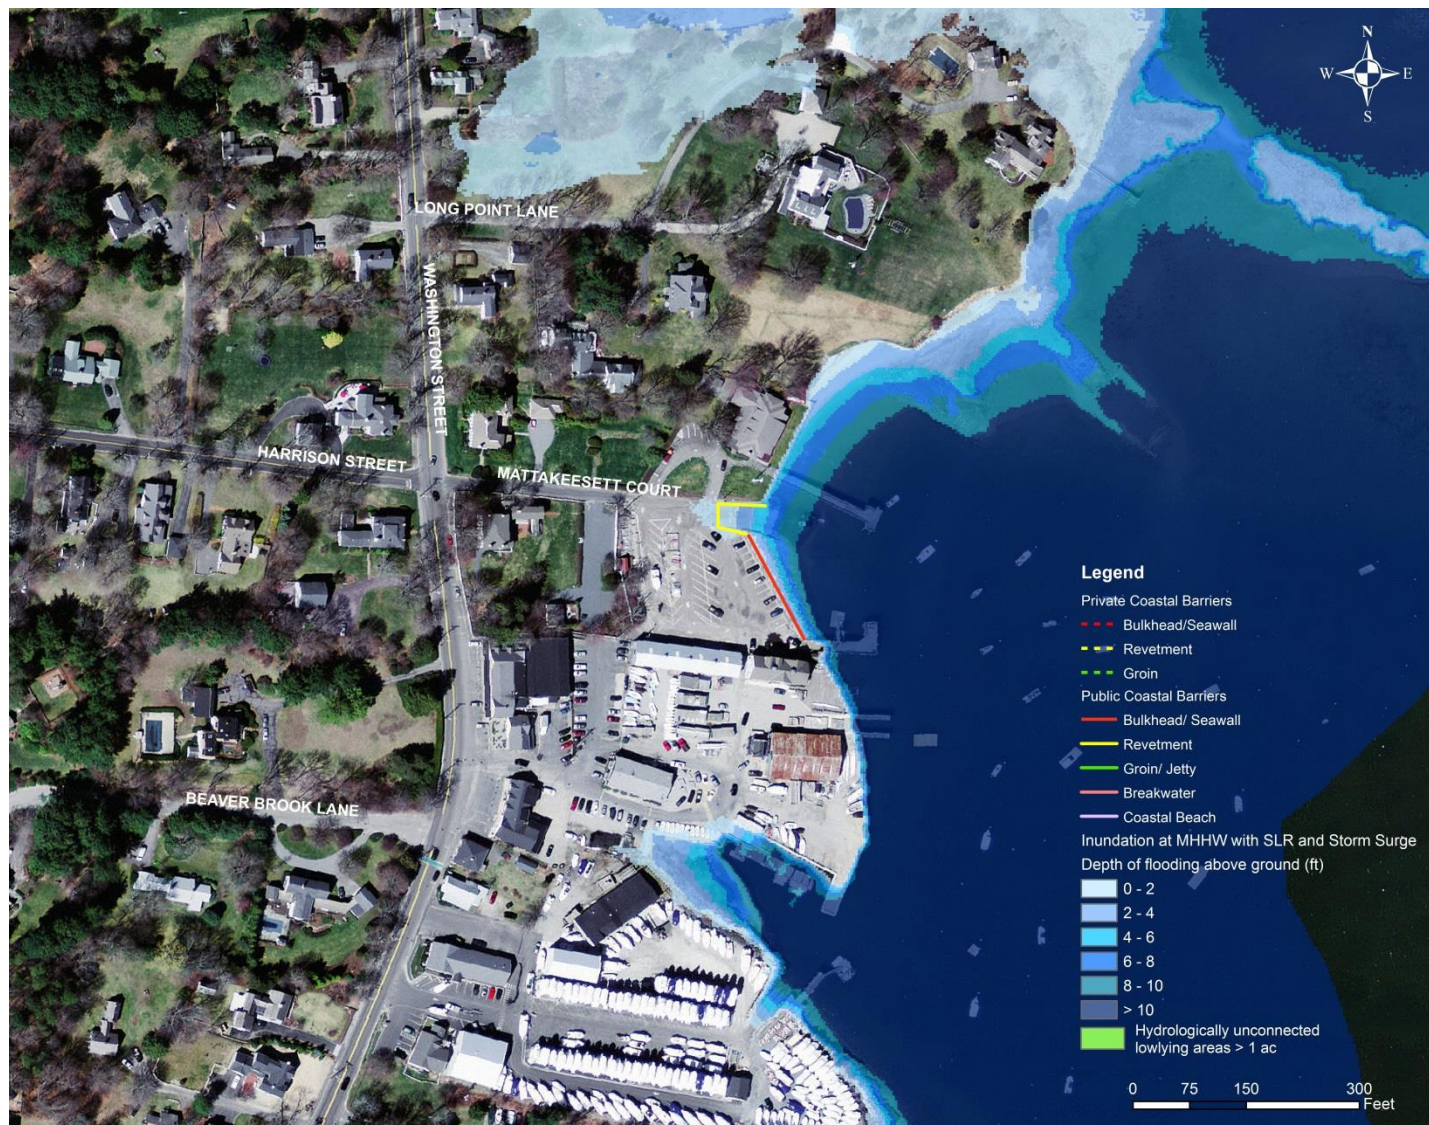 N
W E
S
LONG POINT LANE
WASHINGTON STREET
HARRISON STREET
MATTAKEESETT COURT
BEAVER BROOK LANE
Legend
Private Coastal Barriers
Bulkhead/Seawall
Revetment
Groin
Public Coastal Barriers
Bulkhead/ Seawall
Revetment
Groin/ Jetty
Breakwater
Coastal Beach
Inundation at MHHW with SLR and Storm Surge
Depth of flooding above ground (ft)
0 - 2
2 - 4
4 - 6
6 - 8
8 - 10
> 10
Hydrologically unconnected
lowlying areas > 1 ac
0 75 150 300
Feet